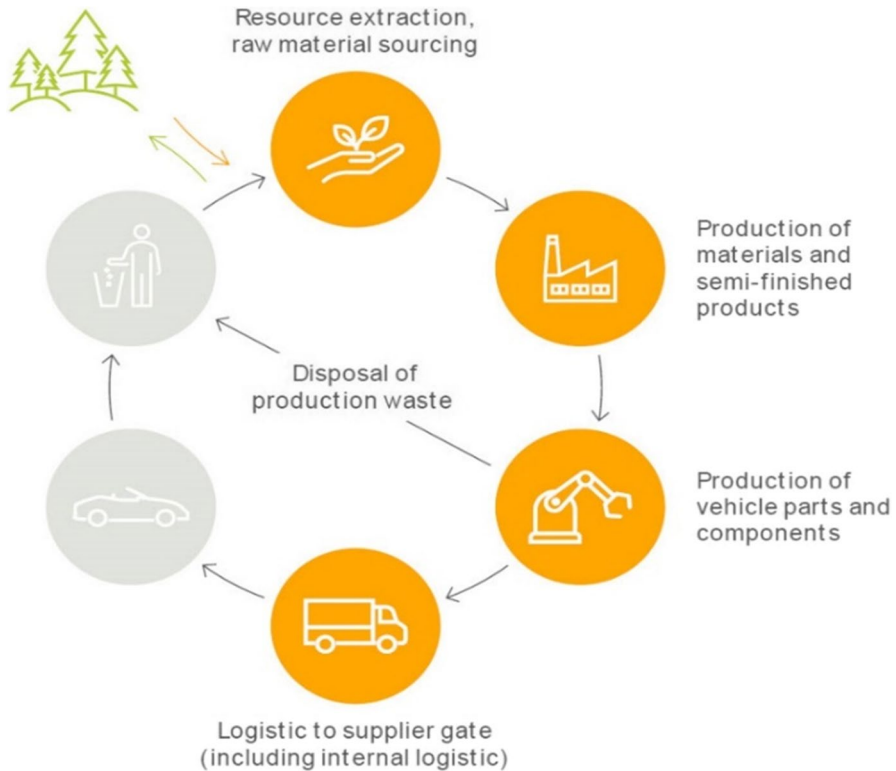 Resource extraction,
raw material sourcing
Production of
materials and
semi-finished
products
Disposal of
production waste
Production of
vehicle parts and
components
Logistic to supplier gate
(including internal logistic)